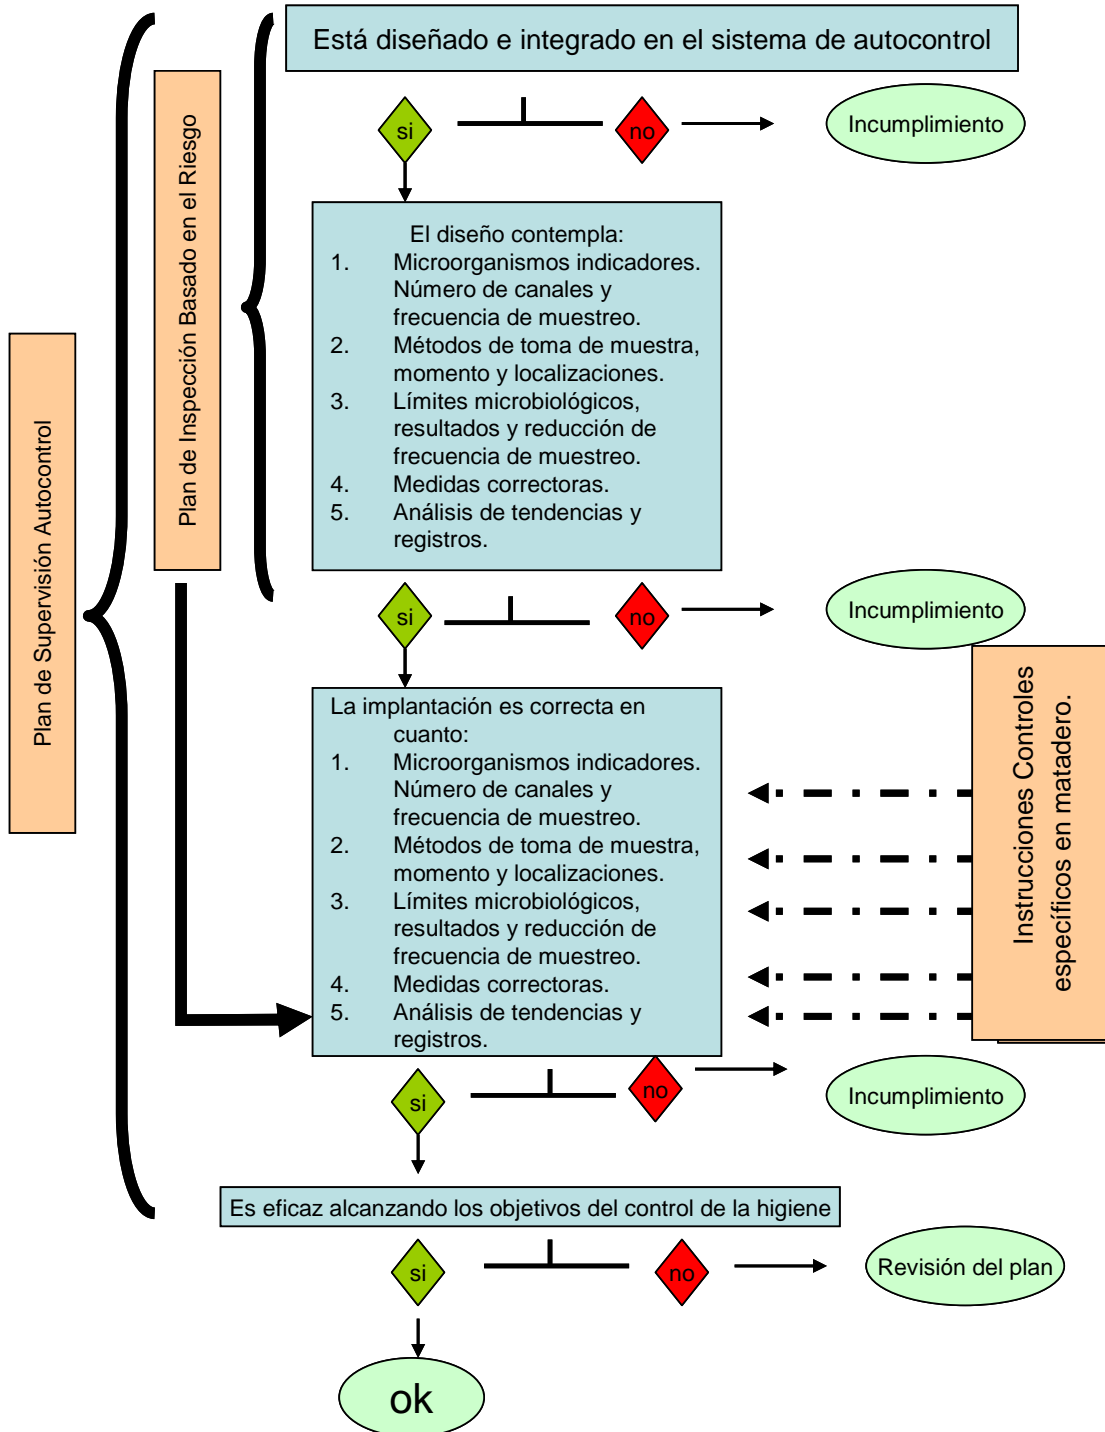 Está diseñado e integrado en el sistema de autocontrol
si
no
Incumplimiento
Plan de Inspección Basado en el Riesgo
Plan de Supervisión Autocontrol
El diseño contempla:
1. Microorganismos indicadores.
Número de canales y
frecuencia de muestreo.
2. Métodos de toma de muestra,
momento y localizaciones.
3. Límites microbiológicos,
resultados y reducción de
frecuencia de muestreo.
4. Medidas correctoras.
5. Análisis de tendencias y
registros.
si
no
Incumplimiento
La implantación es correcta en
cuanto:
1. Microorganismos indicadores.
Número de canales y
frecuencia de muestreo.
2. Métodos de toma de muestra,
momento y localizaciones.
3. Límites microbiológicos,
resultados y reducción de
frecuencia de muestreo.
4. Medidas correctoras.
5. Análisis de tendencias y
registros.
Instrucciones Controles
específicos en matadero.
si
no
Incumplimiento
Es eficaz alcanzando los objetivos del control de la higiene
si
no
Revisión del plan
ok